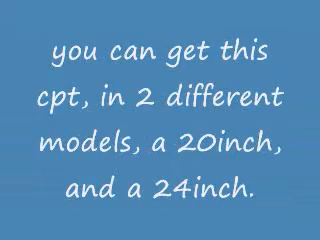 you can get this
cpt, in 2 different
models, a 20inch,
and a 24inch.